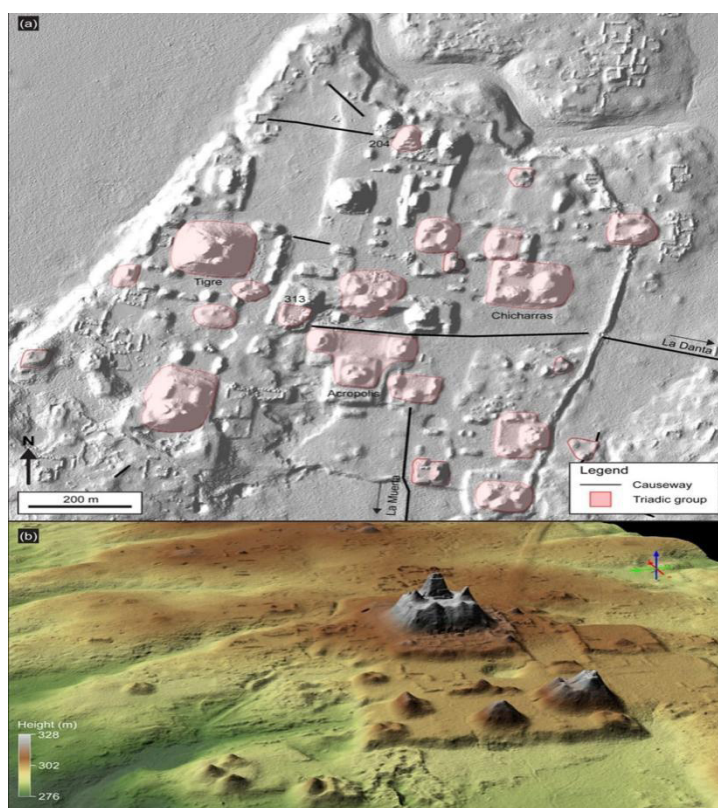 (a)
204
Tigre
313
Chicharras
La Danta
Acropolis
N
200 m
La Muerta
Legend
Causeway
Triadic group
(b)
Height (m)
328
302
276